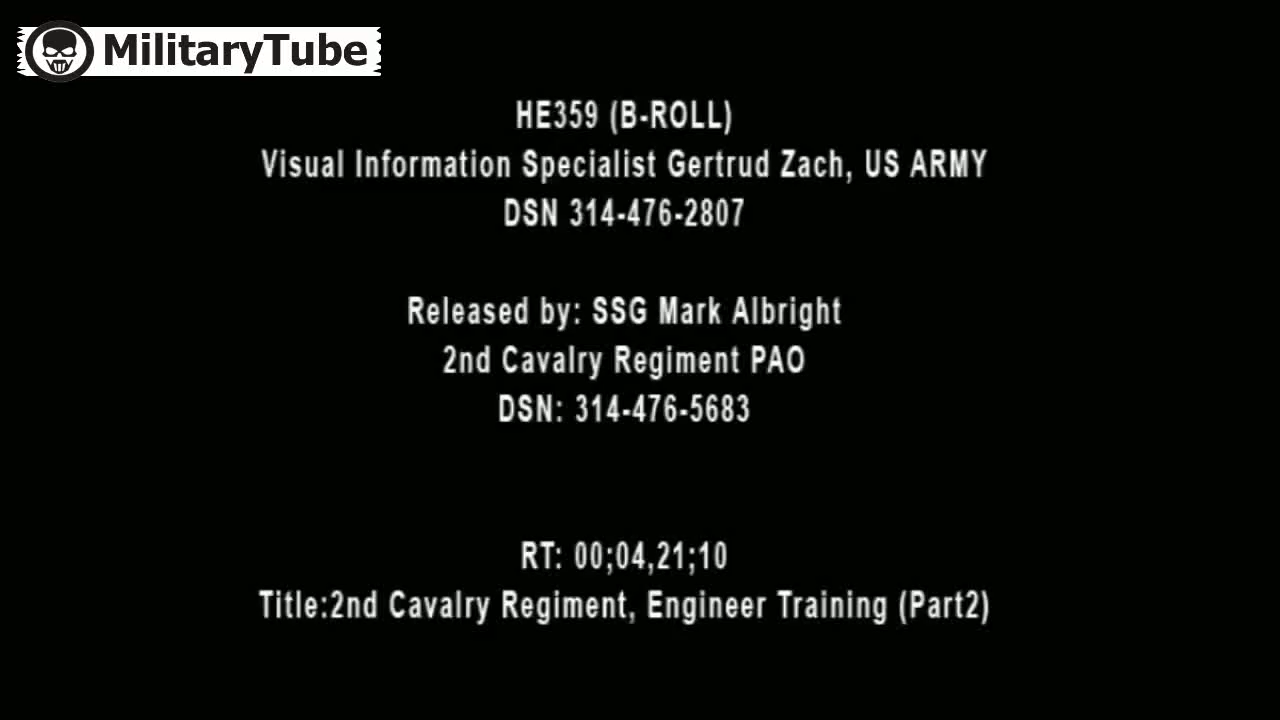 MilitaryTube
HE359 (B-ROLL)
Visual Information Specialist Gertrud Zach, US ARMY
DSN 314-476-2807
Released by: SSG Mark Albright
2nd Cavalry Regiment PAO
DSN: 314-476-5683
RT: 00;04,21;10
Title:2nd Cavalry Regiment, Engineer Training (Part2)